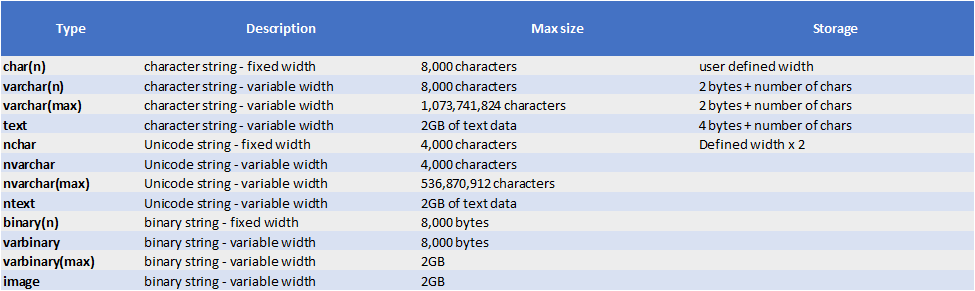 Type Description Max size Storage
char(n) character string - fixed width 8,000 characters user defined width
varchar(n) character string - variable width 8,000 characters 2 bytes + number of chars
varchar(max) character string - variable width 1,073,741,824 characters 2 bytes + number of chars
text character string - variable width 2GB of text data 4 bytes + number of chars
nchar Unicode string - fixed width 4,000 characters Defined width x 2
nvarchar Unicode string - variable width 4,000 characters
nvarchar(max) Unicode string - variable width 536,870,912 characters
ntext Unicode string - variable width 2GB of text data
binary(n) binary string - fixed width 8,000 bytes
varbinary binary string - variable width 8,000 bytes
varbinary(max) binary string - variable width 2GB
image binary string - variable width 2GB